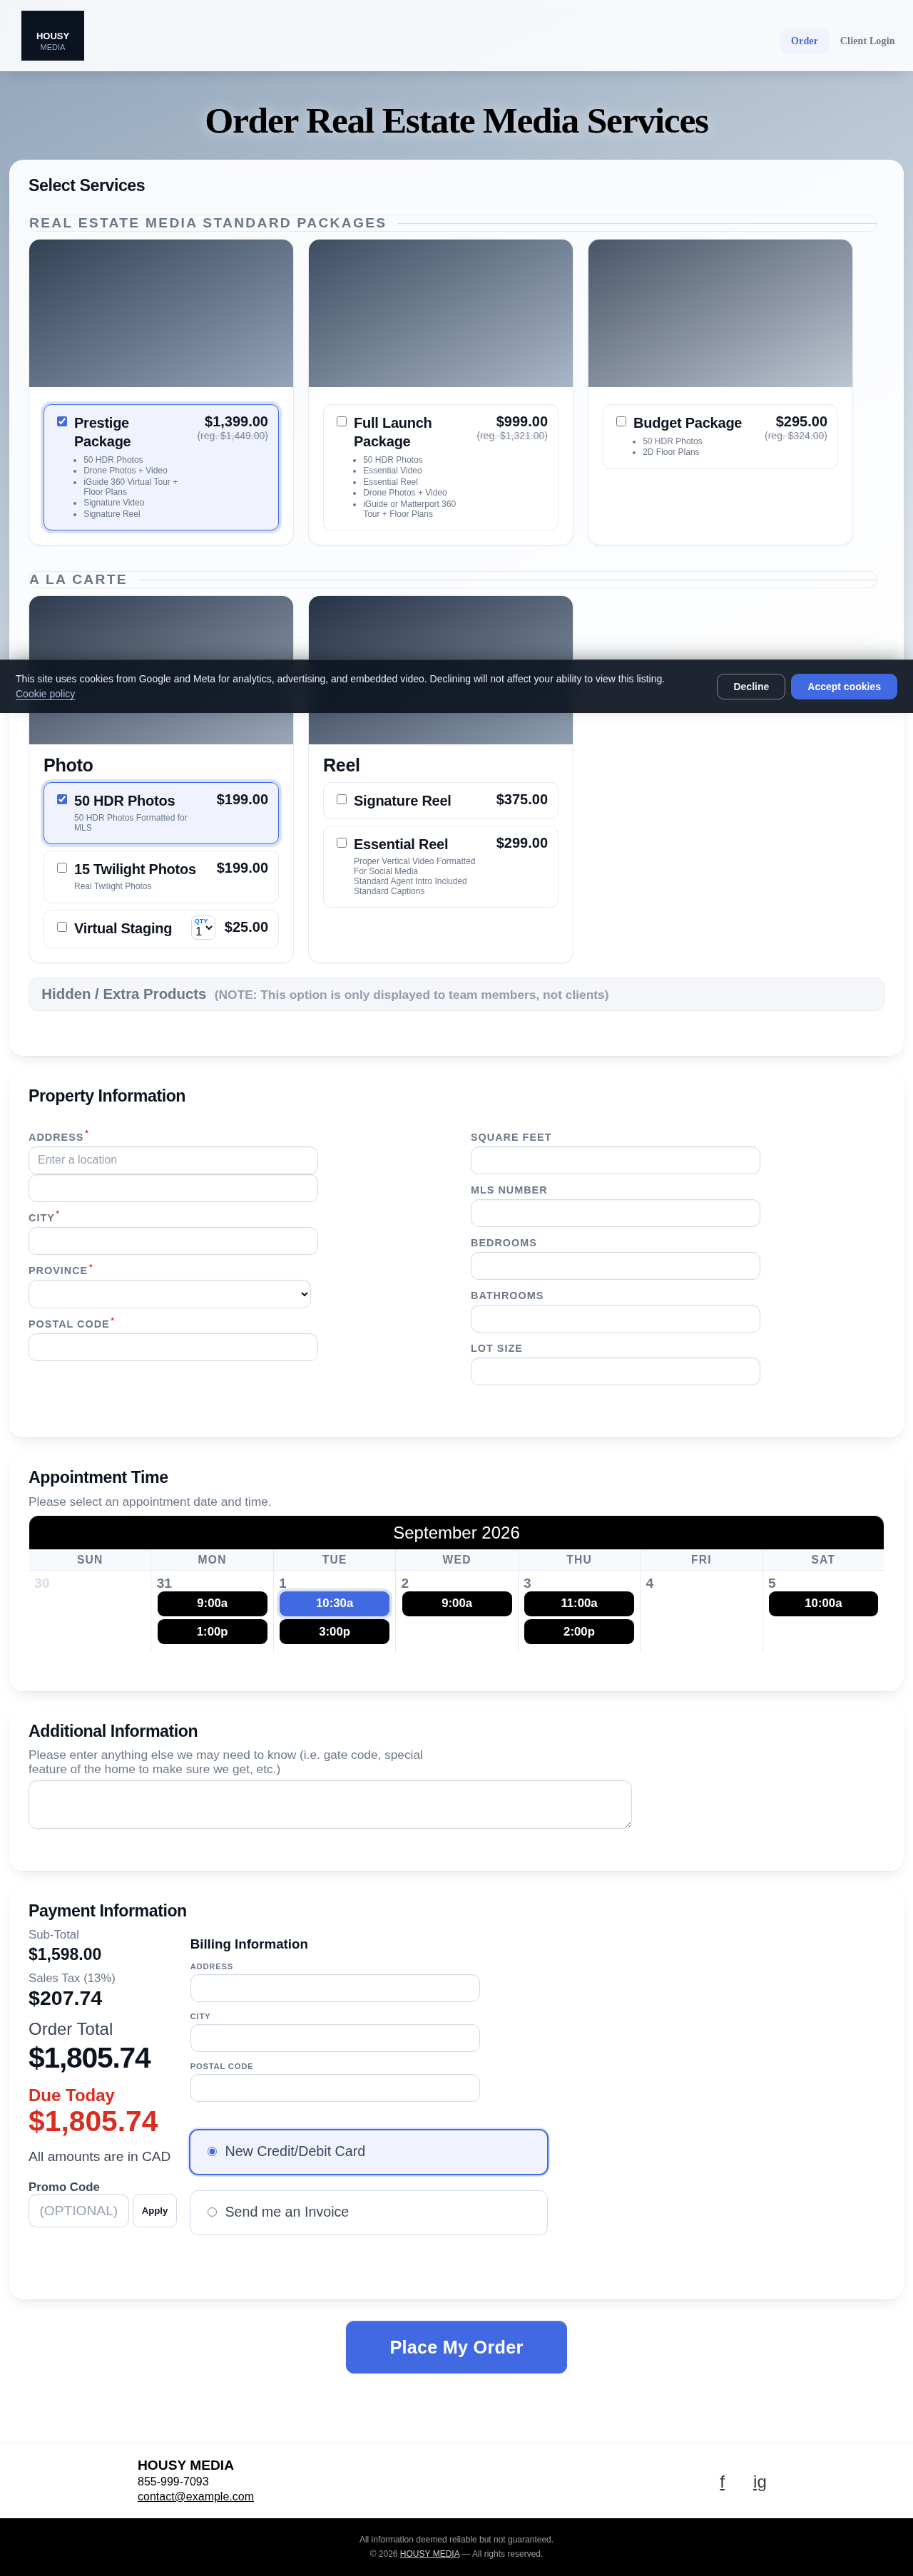 HOUSY
MEDIA
Order
Client Login
Order Real Estate Media Services
Select Services
REAL ESTATE MEDIA STANDARD PACKAGES
Prestige
Package
$1,399.00
(reg. $1,449.00)
50 HDR Photos
Drone Photos + Video
iGuide 360 Virtual Tour +
Floor Plans
Signature Video
Signature Reel
Full Launch
Package
$999.00
(reg. $1,321.00)
50 HDR Photos
Essential Video
Essential Reel
Drone Photos + Video
iGuide or Matterport 360
Tour + Floor Plans
Budget Package
$295.00
(reg. $324.00)
50 HDR Photos
2D Floor Plans
A LA CARTE
This site uses cookies from Google and Meta for analytics, advertising, and embedded video. Declining will not affect your ability to view this listing.
Cookie policy
Decline
Accept cookies
Photo
50 HDR Photos
$199.00
50 HDR Photos Formatted for
MLS
15 Twilight Photos
$199.00
Real Twilight Photos
Virtual Staging
QTY
1
$25.00
Reel
Signature Reel
$375.00
Essential Reel
$299.00
Proper Vertical Video Formatted
For Social Media
Standard Agent Intro Included
Standard Captions
Hidden / Extra Products (NOTE: This option is only displayed to team members, not clients)
Property Information
ADDRESS*
Enter a location
CITY*
PROVINCE*
POSTAL CODE*
SQUARE FEET
MLS NUMBER
BEDROOMS
BATHROOMS
LOT SIZE
Appointment Time
Please select an appointment date and time.
September 2026
SUN MON TUE WED THU FRI SAT
30 31 1 2 3 4 5
9:00a 10:30a 9:00a 11:00a 10:00a
1:00p 3:00p 2:00p
Additional Information
Please enter anything else we may need to know (i.e. gate code, special
feature of the home to make sure we get, etc.)
Payment Information
Sub-Total
$1,598.00
Sales Tax (13%)
$207.74
Order Total
$1,805.74
Due Today
$1,805.74
All amounts are in CAD
Promo Code
(OPTIONAL)
Apply
Billing Information
ADDRESS
CITY
POSTAL CODE
New Credit/Debit Card
Send me an Invoice
Place My Order
HOUSY MEDIA
855-999-7093
contact@example.com
f
ig
All information deemed reliable but not guaranteed.
© 2026 HOUSY MEDIA — All rights reserved.